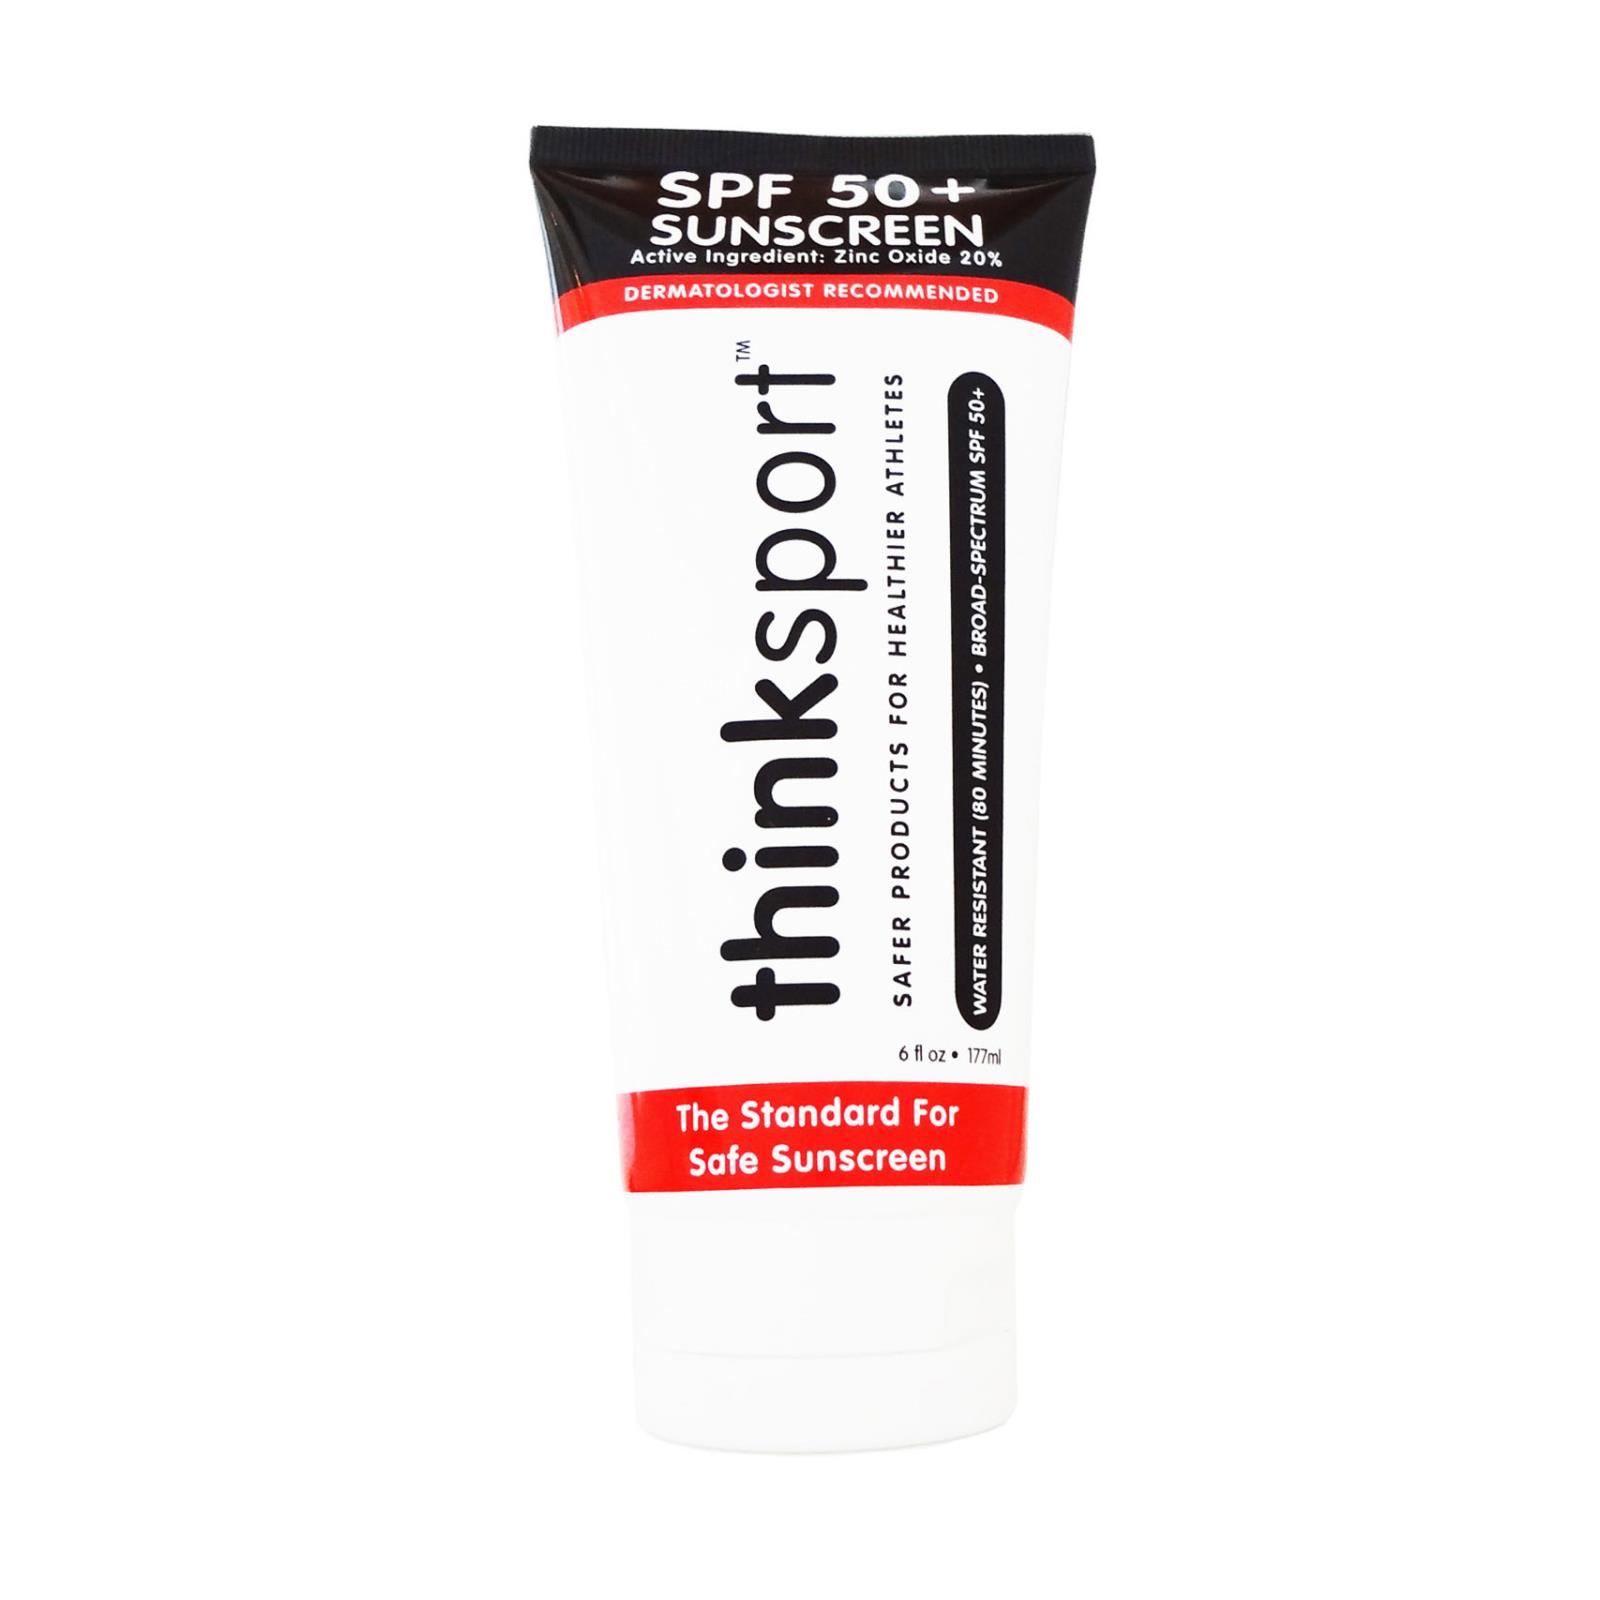 SPF 50+
SUNSCREEN
Active Ingredient: Zinc Oxide 20%
DERMATOLOGIST RECOMMENDED
thinksport™
SAFER PRODUCTS FOR HEALTHIER ATHLETES
WATER RESISTANT (80 MINUTES) • BROAD-SPECTRUM SPF 50+
6 fl oz • 177ml
The Standard For
Safe Sunscreen